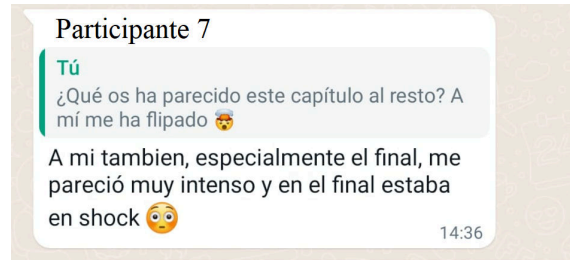 Participante 7
Tú
¿Qué os ha parecido este capítulo al resto? A
mí me ha flipado 🤯
A mi tambien, especialmente el final, me
pareció muy intenso y en el final estaba
en shock 😳
14:36